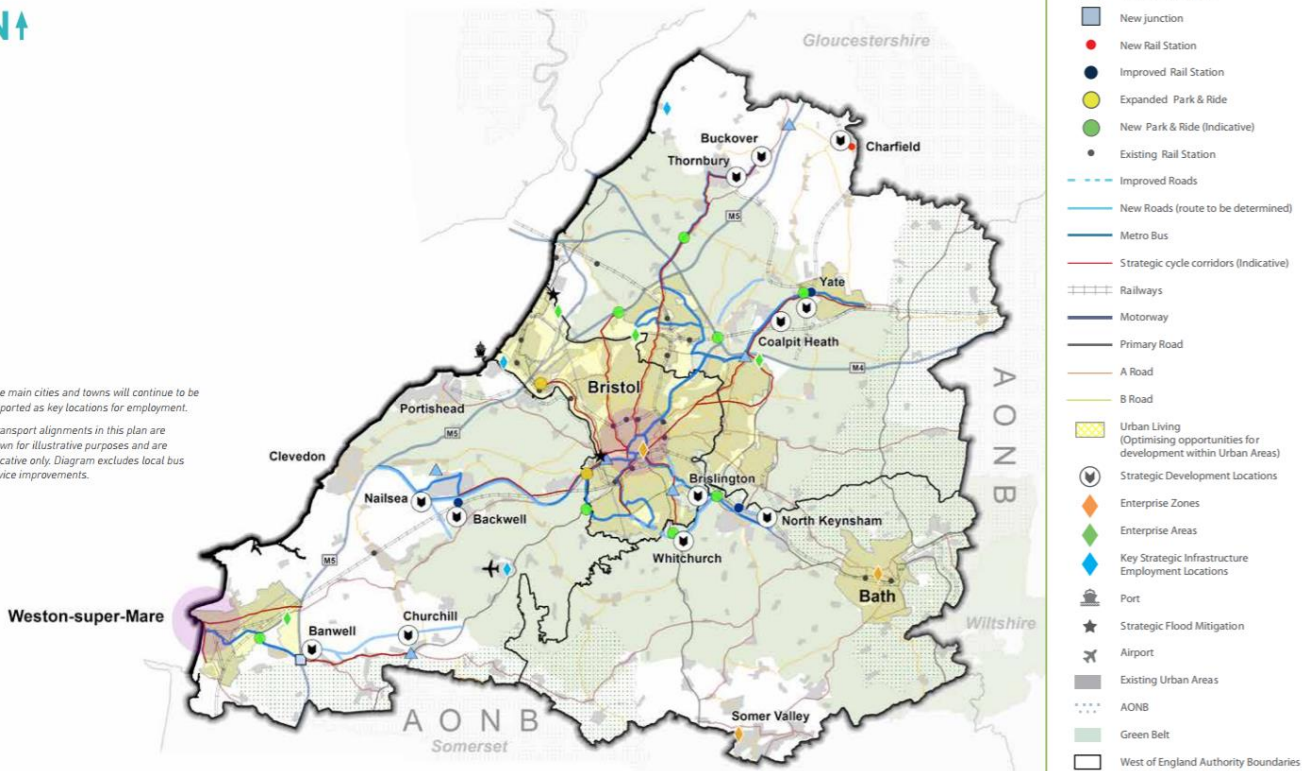 N
Gloucestershire
Buckover
Thornbury
Charfield
M5
Yate
Coalpit Heath
M4
Bristol
Portishead
M5
Clevedon
AONB
Nailsea
Backwell
Brislington
North Keynsham
Whitchurch
M5
Bath
Weston-super-Mare
Churchill
Banwell
Wiltshire
AONB
Somerset
Somer Valley
e main cities and towns will continue to be
ported as key locations for employment.
ransport alignments in this plan are
wn for illustrative purposes and are
cative only. Diagram excludes local bus
vice improvements.
New junction
New Rail Station
Improved Rail Station
Expanded Park & Ride
New Park & Ride (Indicative)
Existing Rail Station
Improved Roads
New Roads (route to be determined)
Metro Bus
Strategic cycle corridors (Indicative)
Railways
Motorway
Primary Road
A Road
B Road
Urban Living
(Optimising opportunities for
development within Urban Areas)
Strategic Development Locations
Enterprise Zones
Enterprise Areas
Key Strategic Infrastructure
Employment Locations
Port
Strategic Flood Mitigation
Airport
Existing Urban Areas
AONB
Green Belt
West of England Authority Boundaries